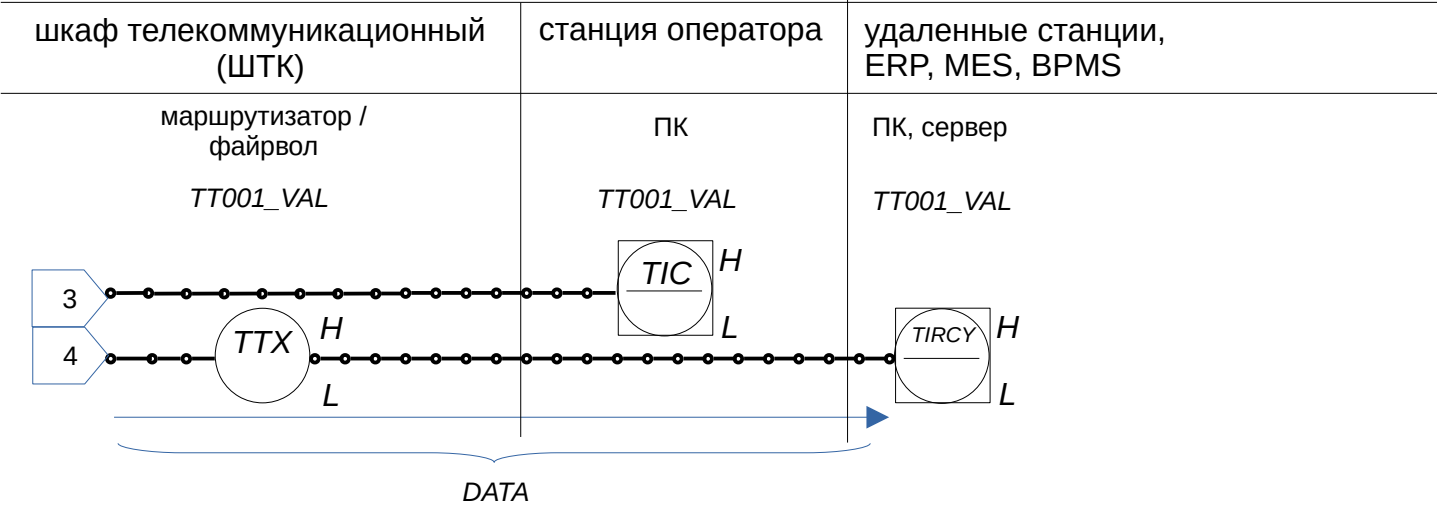 шкаф телекоммуникационный
(ШТК)
станция оператора
удаленные станции,
ERP, MES, BPMS
маршрутизатор /
файрвол
ПК
ПК, сервер
TT001_VAL
TT001_VAL
TT001_VAL
3
TIC
H
L
4
TTX
H
L
TIRCY
H
L
DATA